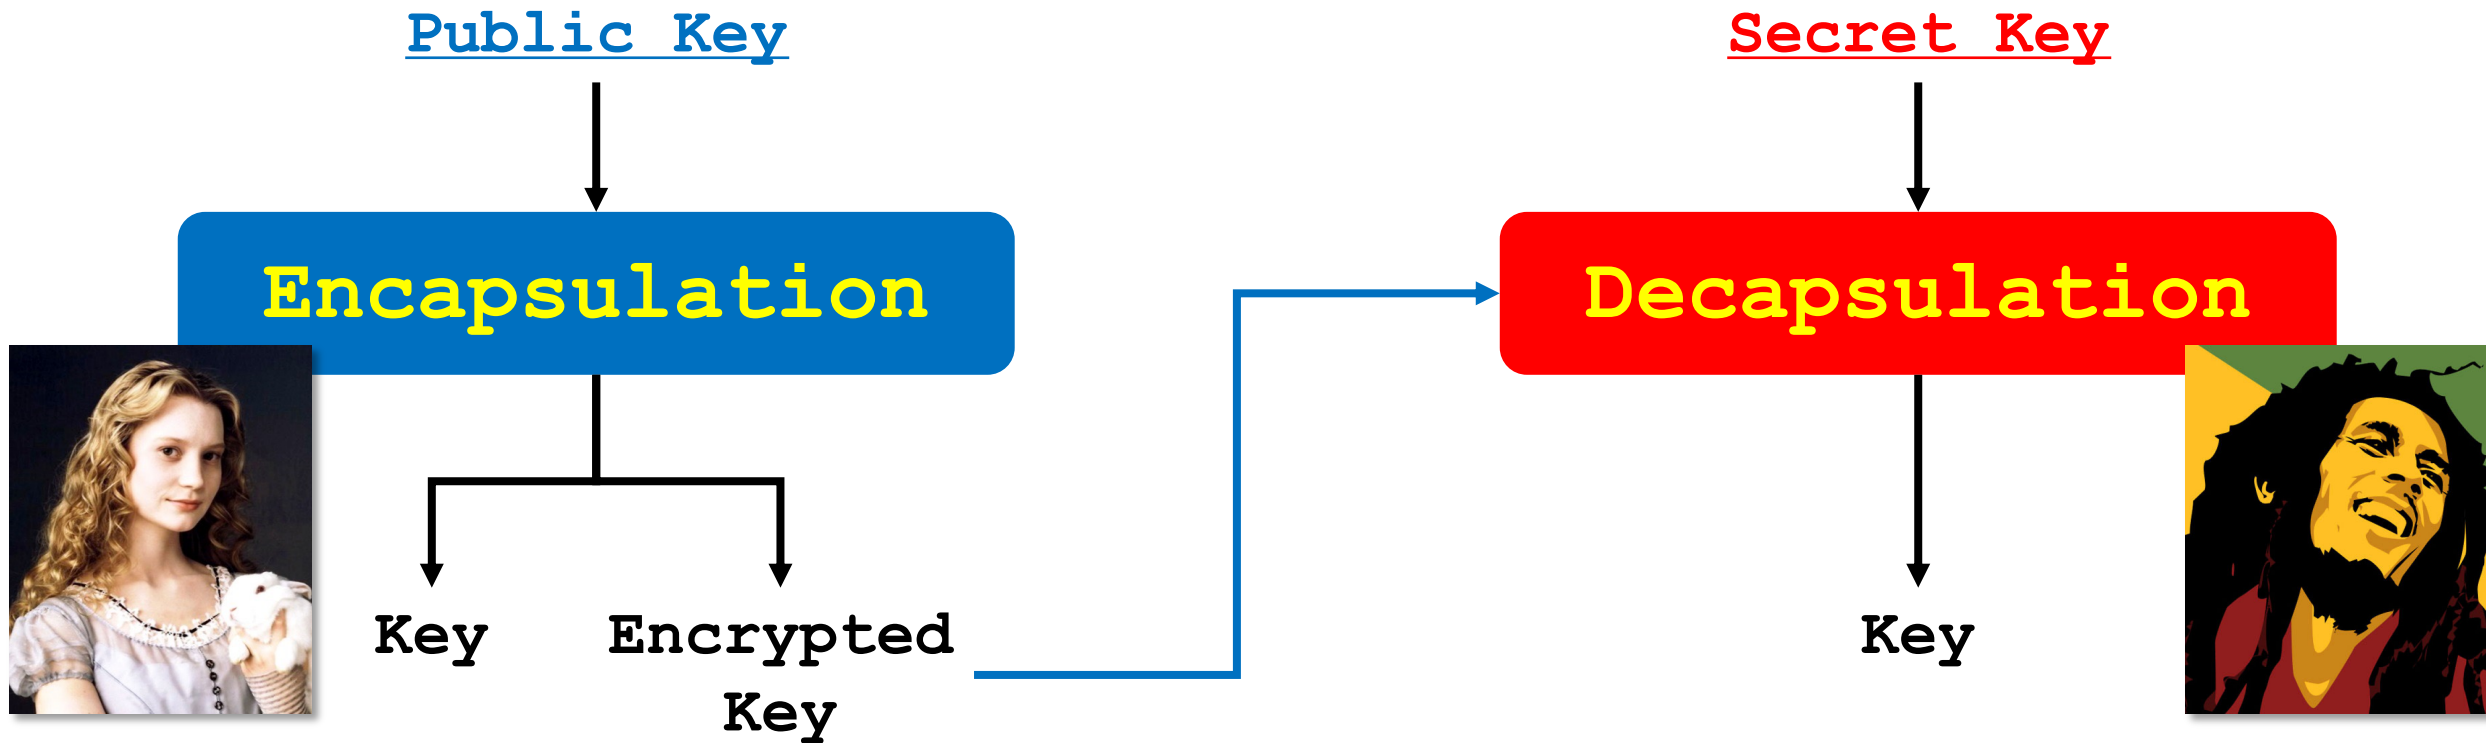 Public Key
Secret Key
Encapsulation
Decapsulation
Key
Encrypted
Key
Key